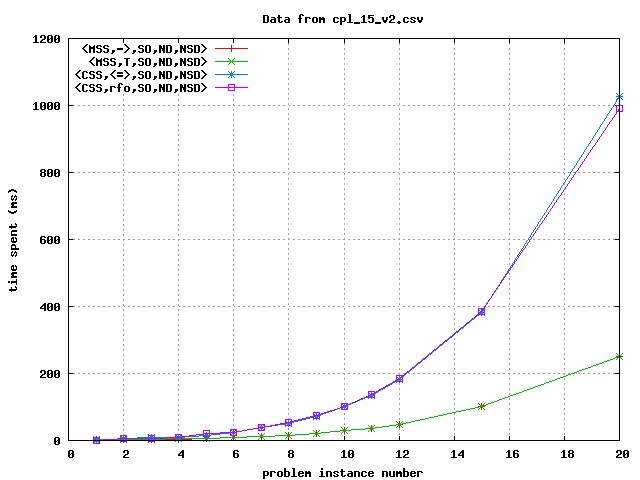 Data from cpl_15_v2.csv
<MSS,->,SO,ND,NSD>
<MSS,T,SO,ND,NSD>
<CSS,<=>,SO,ND,NSD>
<CSS,rfo,SO,ND,NSD>
time spent (ms)
1200
1000
800
600
400
200
0
0 2 4 6 8 10 12 14 16 18 20
problem instance number